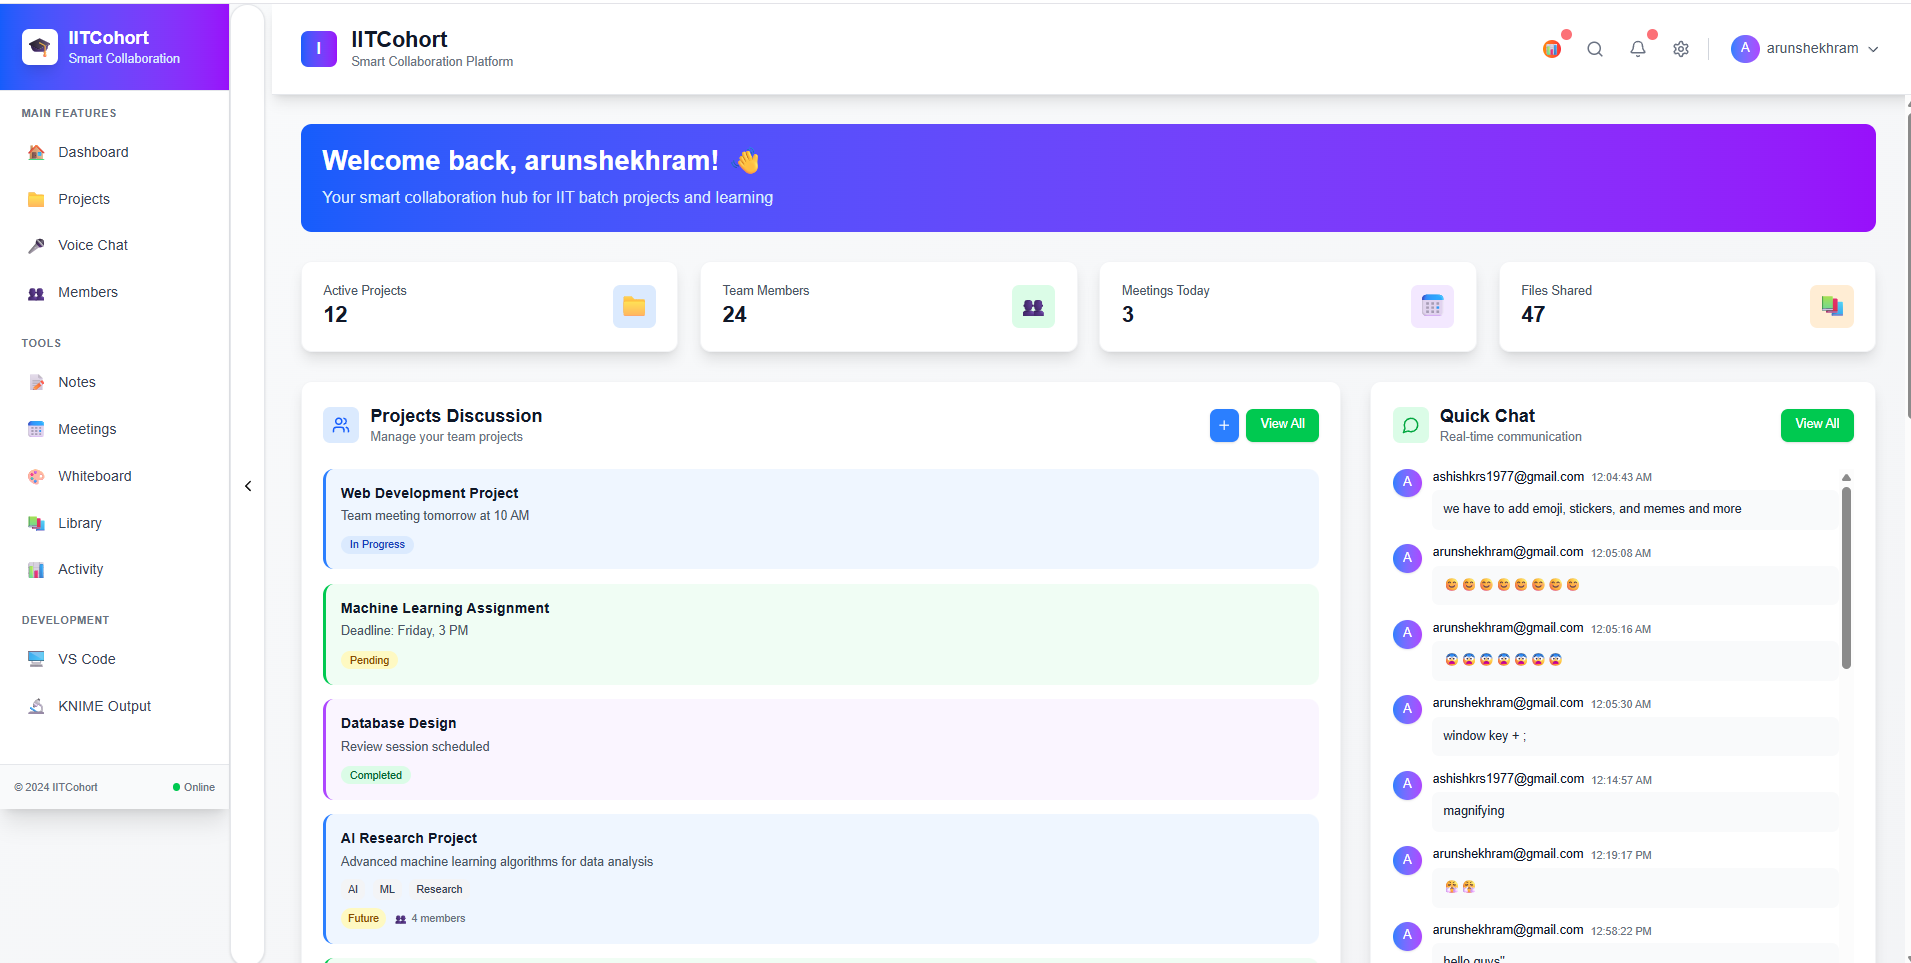 IITCohort
Smart Collaboration
MAIN FEATURES
Dashboard
Projects
Voice Chat
Members
TOOLS
Notes
Meetings
Whiteboard
Library
Activity
DEVELOPMENT
VS Code
KNIME Output
© 2024 IITCohort
Online
I
IITCohort
Smart Collaboration Platform
A
arunshekhram
Welcome back, arunshekhram! 👋
Your smart collaboration hub for IIT batch projects and learning
Active Projects
12
Team Members
24
Meetings Today
3
Files Shared
47
Projects Discussion
Manage your team projects
+
View All
Web Development Project
Team meeting tomorrow at 10 AM
In Progress
Machine Learning Assignment
Deadline: Friday, 3 PM
Pending
Database Design
Review session scheduled
Completed
AI Research Project
Advanced machine learning algorithms for data analysis
AI ML Research
Future 4 members
Quick Chat
Real-time communication
View All
A
ashishkrs1977@gmail.com 12:04:43 AM
we have to add emoji, stickers, and memes and more
A
arunshekhram@gmail.com 12:05:08 AM
😊😊😊😊😊😊😊😊
A
arunshekhram@gmail.com 12:05:16 AM
😨😨😨😨😨😨😨
A
arunshekhram@gmail.com 12:05:30 AM
window key + ;
A
ashishkrs1977@gmail.com 12:14:57 AM
magnifying
A
arunshekhram@gmail.com 12:19:17 PM
A
arunshekhram@gmail.com 12:58:22 PM
hello guys"